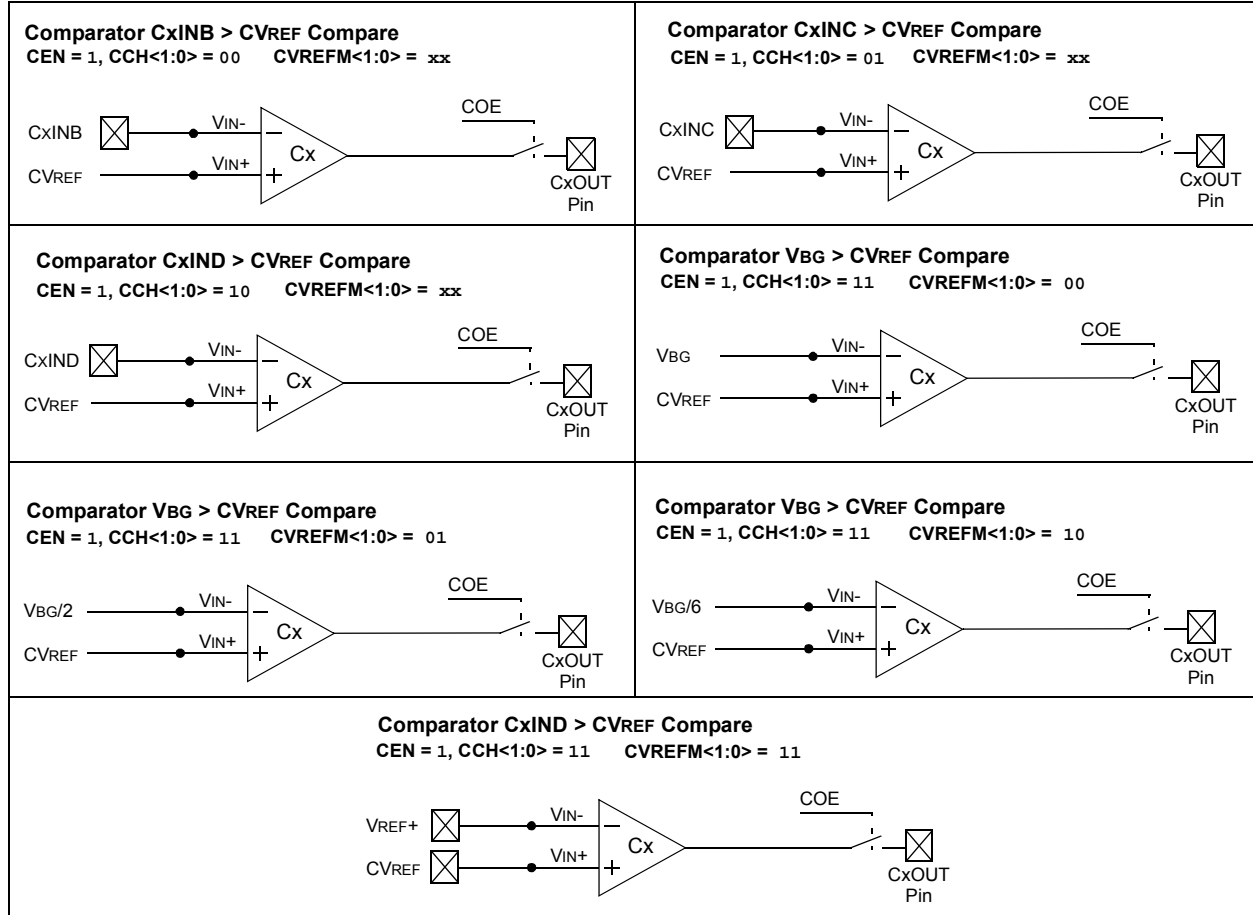 Comparator CxINB > CVREF Compare
CEN = 1, CCH<1:0> = 00 CVREFM<1:0> = xx
COE
CxINB
VIN-
–
Cx
CVREF
VIN+
+
CxOUT
Pin
Comparator CxINC > CVREF Compare
CEN = 1, CCH<1:0> = 01 CVREFM<1:0> = xx
COE
CxINC
VIN-
–
Cx
CVREF
VIN+
+
CxOUT
Pin
Comparator CxIND > CVREF Compare
CEN = 1, CCH<1:0> = 10 CVREFM<1:0> = xx
COE
CxIND
VIN-
–
Cx
CVREF
VIN+
+
CxOUT
Pin
Comparator VBG > CVREF Compare
CEN = 1, CCH<1:0> = 11 CVREFM<1:0> = 00
COE
VBG
VIN-
–
Cx
CVREF
VIN+
+
CxOUT
Pin
Comparator VBG > CVREF Compare
CEN = 1, CCH<1:0> = 11 CVREFM<1:0> = 01
COE
VBG/2
VIN-
–
Cx
CVREF
VIN+
+
CxOUT
Pin
Comparator VBG > CVREF Compare
CEN = 1, CCH<1:0> = 11 CVREFM<1:0> = 10
COE
VBG/6
VIN-
–
Cx
CVREF
VIN+
+
CxOUT
Pin
Comparator CxIND > CVREF Compare
CEN = 1, CCH<1:0> = 11 CVREFM<1:0> = 11
COE
VREF+
VIN-
–
Cx
CVREF
VIN+
+
CxOUT
Pin